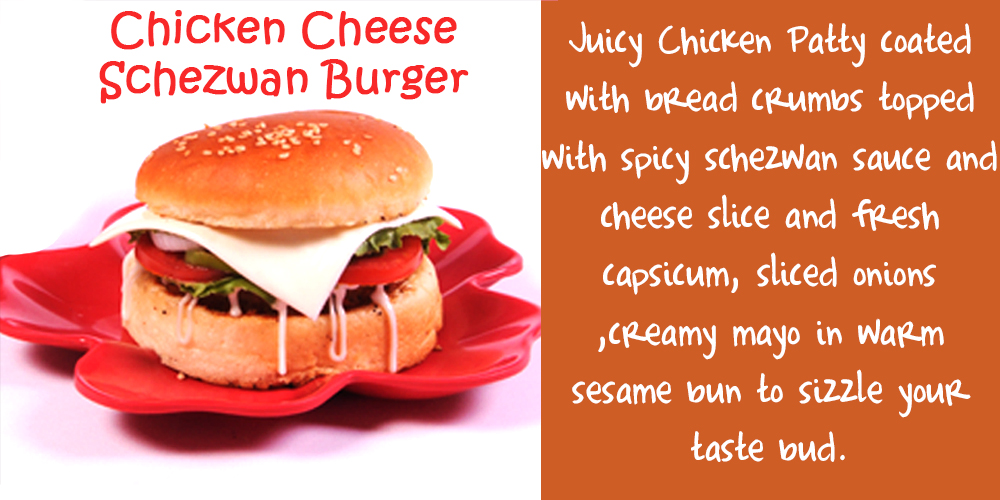 Chicken Cheese
Schezwan Burger
Juicy Chicken Patty coated
with bread crumbs topped
with spicy schezwan sauce and
cheese slice and fresh
capsicum, sliced onions
,creamy mayo in warm
sesame bun to sizzle your
taste bud.